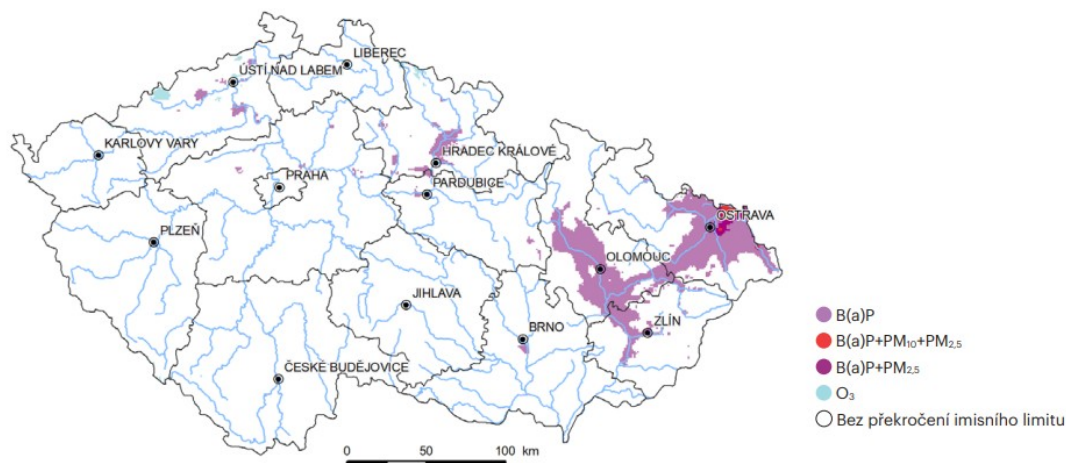 LIBEREC
ÚSTÍ NAD LABEM
KARLOVY VARY
HRADEC KRÁLOVÉ
PRAHA
PARDUBICE
OSTRAVA
PLZEŇ
OLOMOUC
JIHLAVA
BRNO
ZLÍN
ČESKÉ BUDĚJOVICE
0 50 100 km
B(a)P
B(a)P+PM₁₀+PM₂,₅
B(a)P+PM₂,₅
O₃
Bez překročení imisního limitu